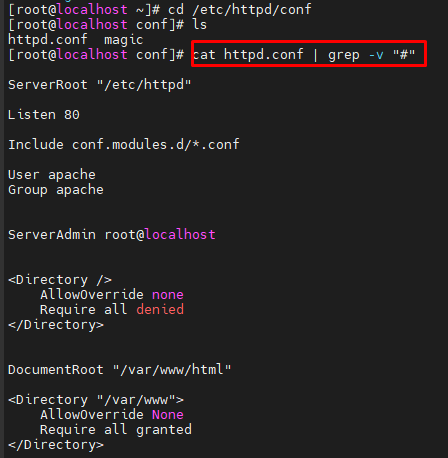 [root@localhost ~]# cd /etc/httpd/conf
[root@localhost conf]# ls
httpd.conf  magic
[root@localhost conf]# cat httpd.conf | grep -v "#"
ServerRoot "/etc/httpd"
Listen 80
Include conf.modules.d/*.conf
User apache
Group apache
ServerAdmin root@localhost
<Directory />
    AllowOverride none
    Require all denied
</Directory>
DocumentRoot "/var/www/html"
<Directory "/var/www">
    AllowOverride None
    Require all granted
</Directory>